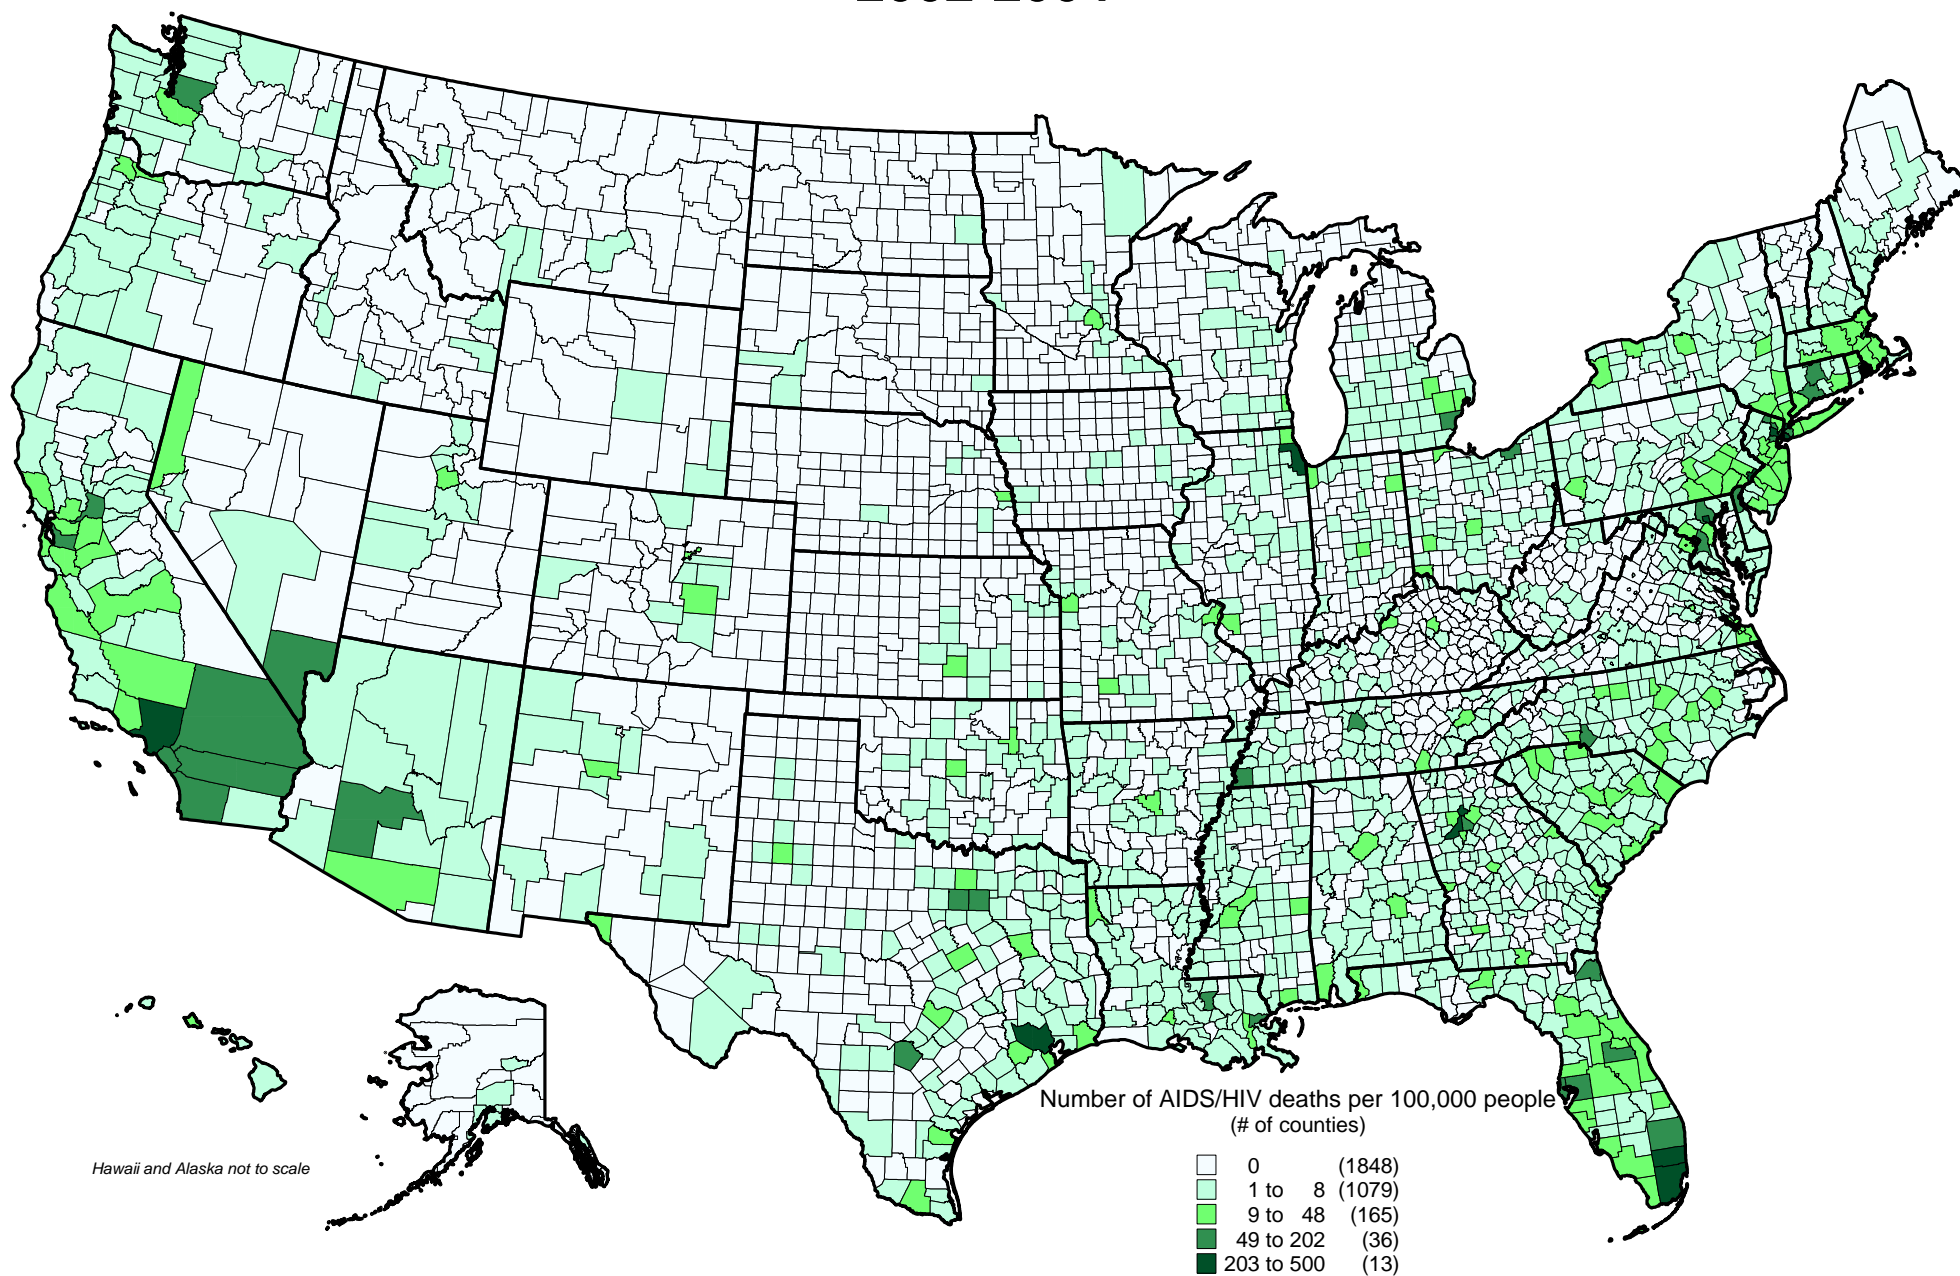 Number of AIDS/HIV deaths per 100,000 people
(# of counties)
0 (1848)
1 to 8 (1079)
9 to 48 (165)
49 to 202 (36)
203 to 500 (13)
Hawaii and Alaska not to scale